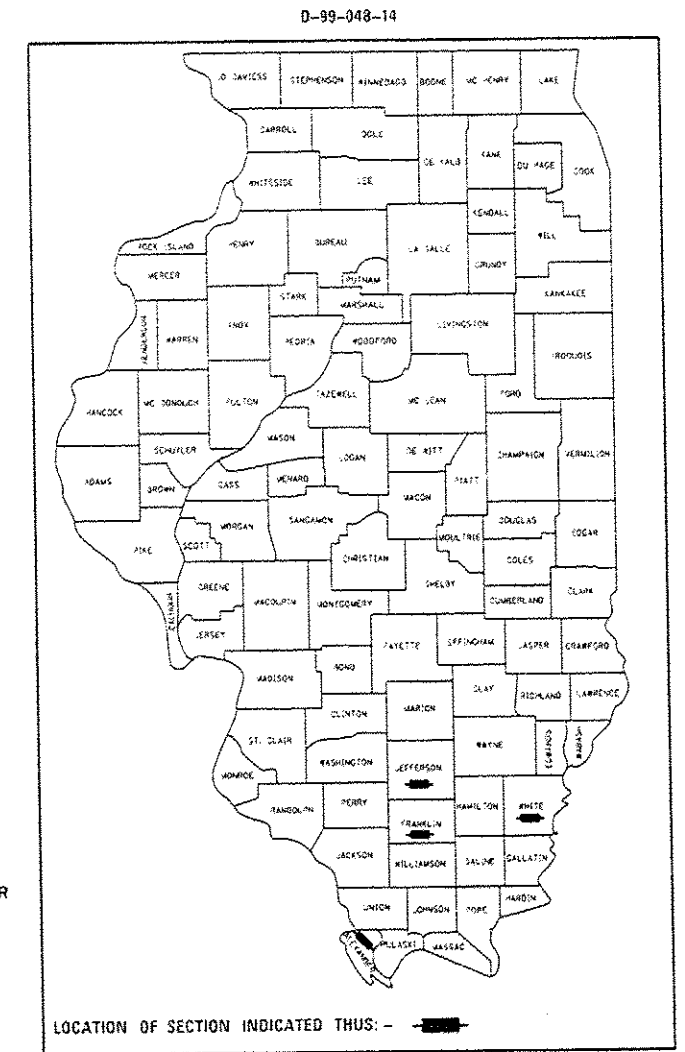 D-99-048-14
JO DAVIESS STEPHENSON WINNEBAGO BOONE MC HENRY LAKE
CARROLL OGLE DE KALB KANE DU PAGE COOK
WHITESIDE LEE
KENDALL WILL
ROCK ISLAND HENRY BUREAU LA SALLE GRUNDY
MERCER PUTNAM
STARK MARSHALL KANKAKEE
HENDERSON WARREN KNOX PEORIA WOODFORD LIVINGSTON IROQUOIS
HANCOCK MC DONOUGH FULTON TAZEWELL MC LEAN FORD
MASON
SCHUYLER LOGAN DE WITT CHAMPAIGN VERMILION
ADAMS BROWN CASS MENARD PIATT
MACON
PIKE SCOTT MORGAN SANGAMON MOULTRIE DOUGLAS EDGAR
CHRISTIAN COLES
GREENE SHELBY
CALHOUN MACOUPIN MONTGOMERY CUMBERLAND CLARK
JERSEY FAYETTE EFFINGHAM JASPER CRAWFORD
BOND
MADISON CLAY RICHLAND LAWRENCE
CLINTON MARION
ST. CLAIR WAYNE EDWARDS WABASH
WASHINGTON JEFFERSON
MONROE
RANDOLPH PERRY HAMILTON WHITE
FRANKLIN
JACKSON WILLIAMSON SALINE GALLATIN
HARDIN
UNION JOHNSON POPE
ALEXANDER PULASKI MASSAC
R
LOCATION OF SECTION INDICATED THUS: -